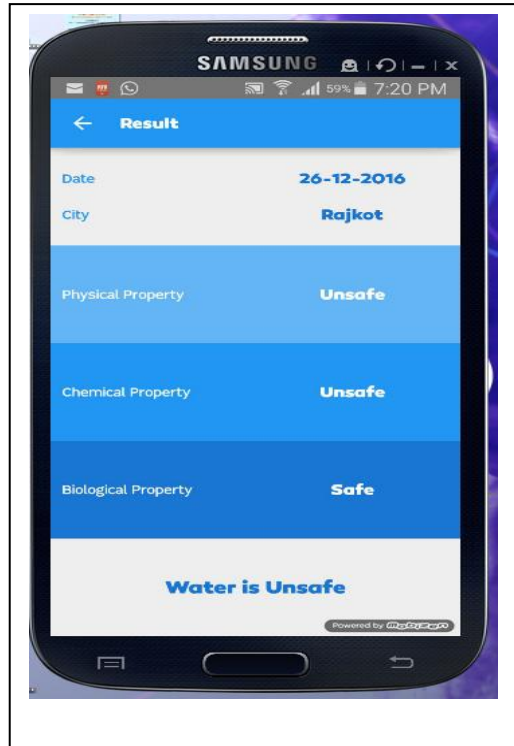 SAMSUNG
59% 7:20 PM
Result
Date 26-12-2016
City Rajkot
Physical Property Unsafe
Chemical Property Unsafe
Biological Property Safe
Water is Unsafe
Powered by Mobizen